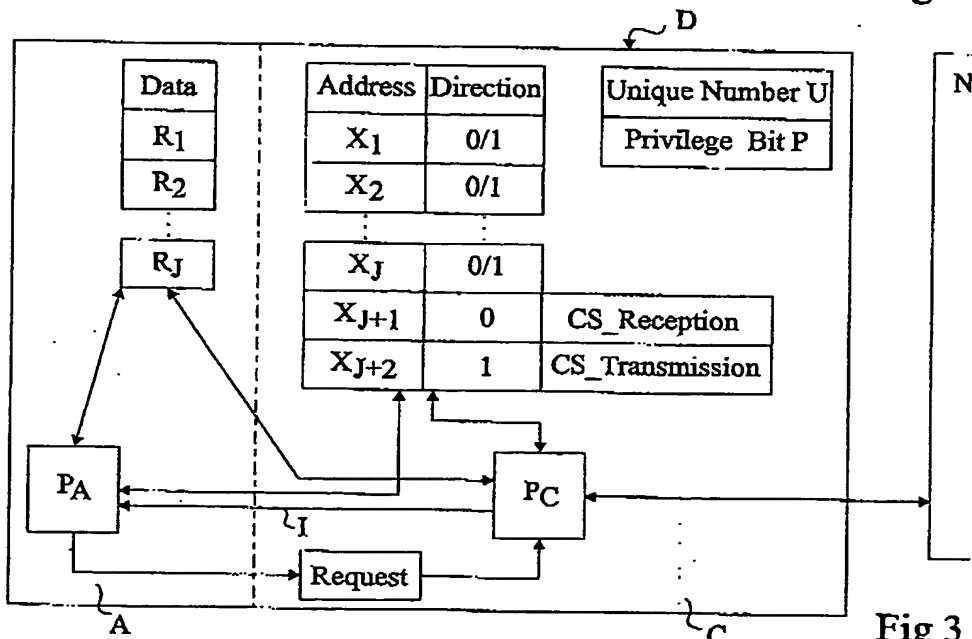 D
N
Data
R1
R2
RJ
Address Direction
X1 0/1
X2 0/1
XJ 0/1
XJ+1 0 CS_Reception
XJ+2 1 CS_Transmission
Unique Number U
Privilege Bit P
PA
PC
I
Request
A
C
Fig 3